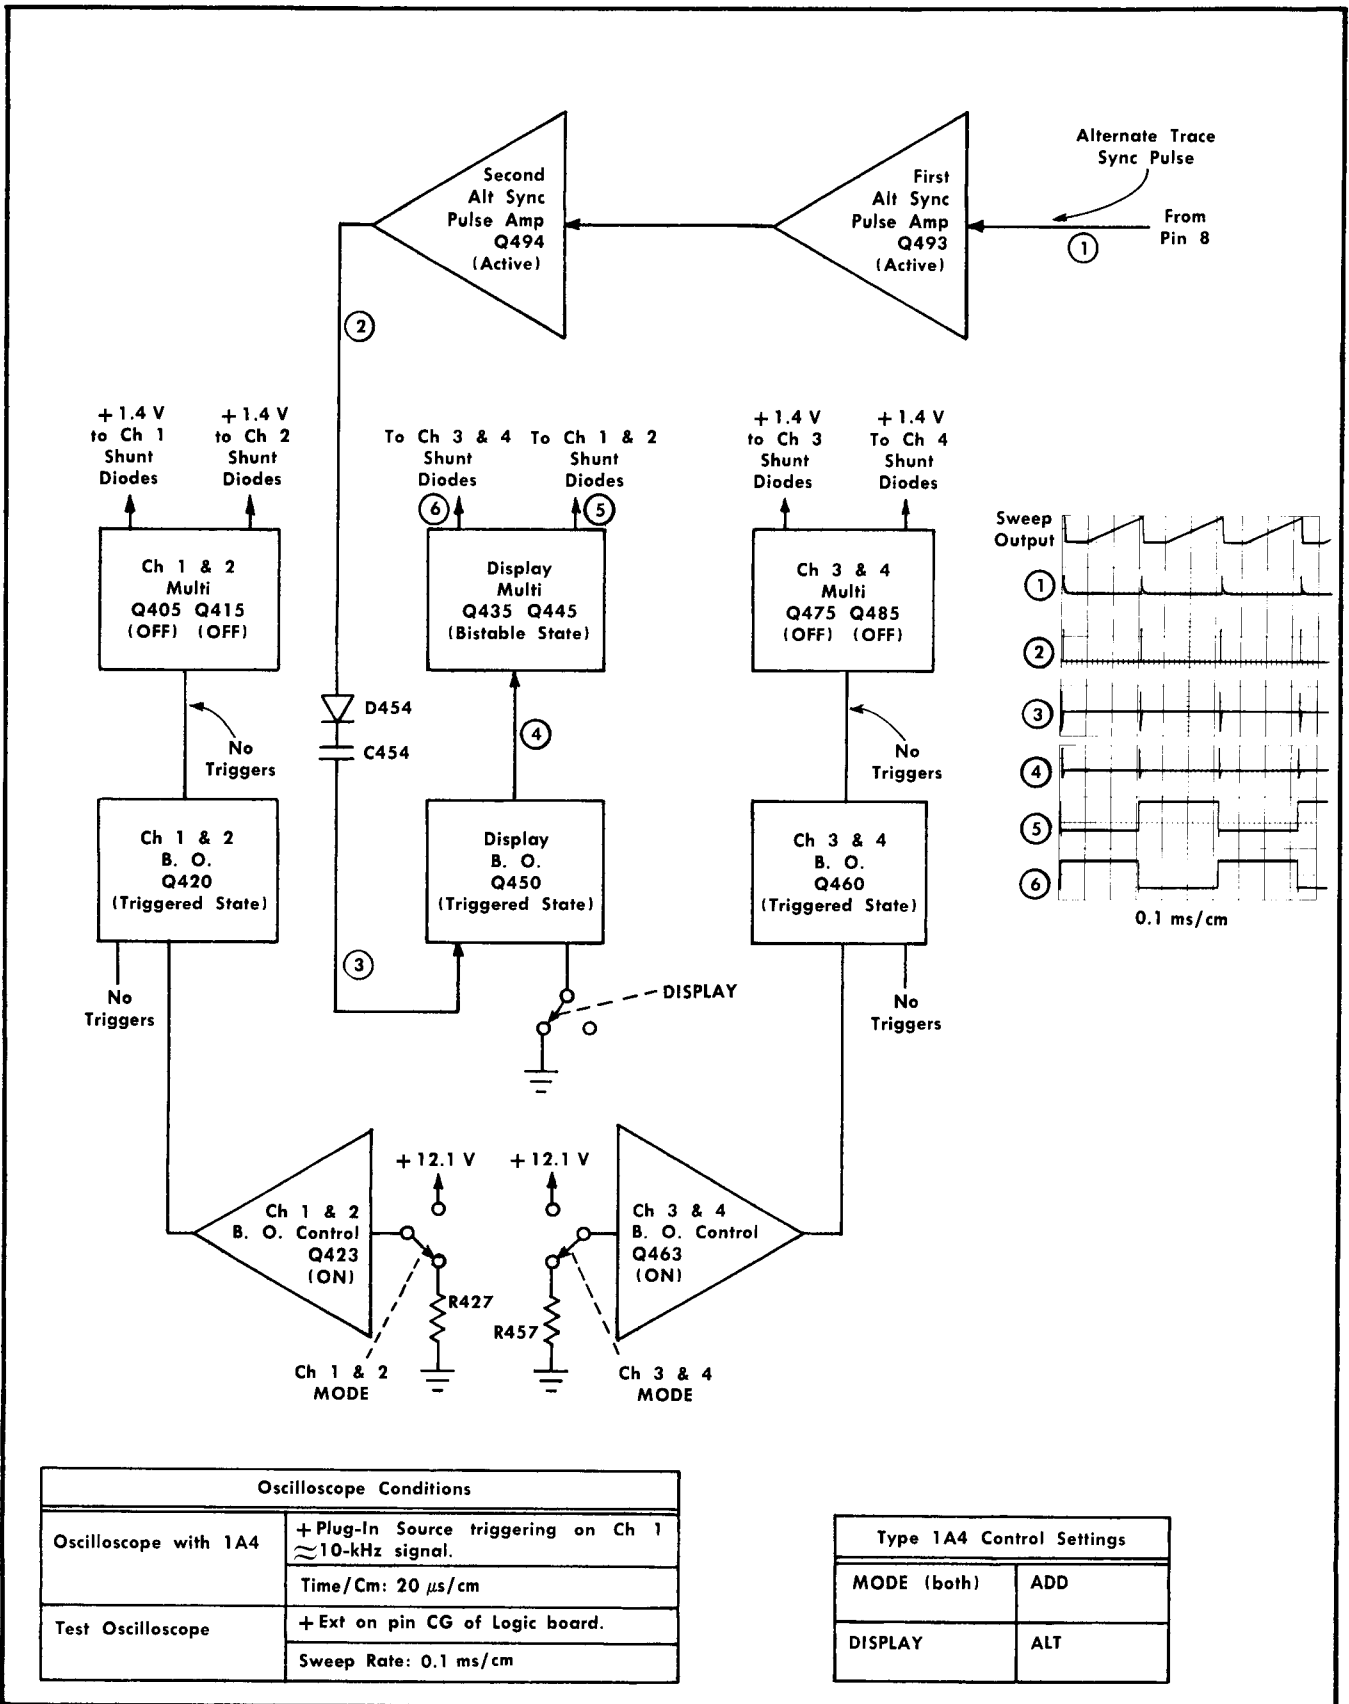 Alternate Trace
Sync Pulse
From
Pin 8
1
First
Alt Sync
Pulse Amp
Q493
(Active)
Second
Alt Sync
Pulse Amp
Q494
(Active)
2
+ 1.4 V
to Ch 1
Shunt
Diodes
+ 1.4 V
to Ch 2
Shunt
Diodes
To Ch 3 & 4
Shunt
Diodes
6
To Ch 1 & 2
Shunt
Diodes
5
+ 1.4 V
to Ch 3
Shunt
Diodes
+ 1.4 V
To Ch 4
Shunt
Diodes
Ch 1 & 2
Multi
Q405 Q415
(OFF) (OFF)
Display
Multi
Q435 Q445
(Bistable State)
Ch 3 & 4
Multi
Q475 Q485
(OFF) (OFF)
Sweep
Output
1
2
3
4
5
6
0.1 ms/cm
No
Triggers
D454
C454
4
No
Triggers
Ch 1 & 2
B. O.
Q420
(Triggered State)
Display
B. O.
Q450
(Triggered State)
Ch 3 & 4
B. O.
Q460
(Triggered State)
No
Triggers
3
DISPLAY
No
Triggers
+ 12.1 V
+ 12.1 V
Ch 1 & 2
B. O. Control
Q423
(ON)
Ch 3 & 4
B. O. Control
Q463
(ON)
R427
R457
Ch 1 & 2
MODE
Ch 3 & 4
MODE
Oscilloscope Conditions
Oscilloscope with 1A4
+ Plug-In Source triggering on Ch 1
≈10-kHz signal.
Time/Cm: 20 μs/cm
Test Oscilloscope
+ Ext on pin CG of Logic board.
Sweep Rate: 0.1 ms/cm
Type 1A4 Control Settings
MODE (both) ADD
DISPLAY ALT